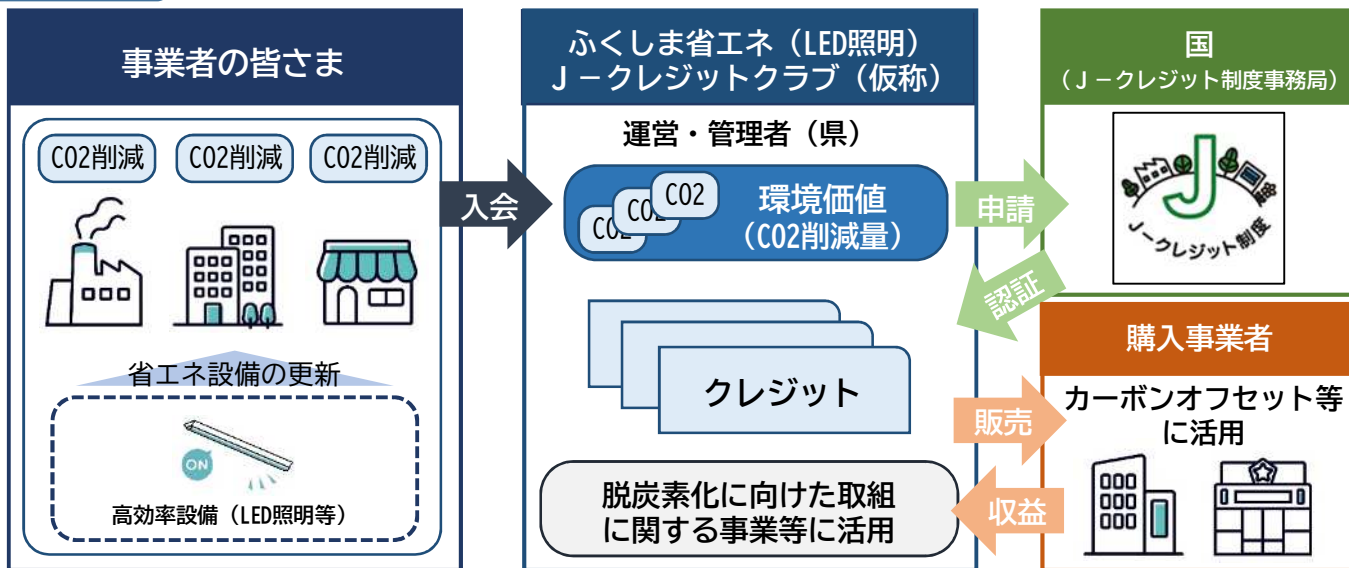 事業者の皆さま
CO2削減
CO2削減
CO2削減
省エネ設備の更新
ON
高効率設備（LED照明等）
入会
ふくしま省エネ（LED照明）
J－クレジットクラブ（仮称）
運営・管理者（県）
CO2
CO2
CO2
環境価値
（CO2削減量）
クレジット
脱炭素化に向けた取組
に関する事業等に活用
申請
認証
販売
収益
国
（J－クレジット制度事務局）
J
J－クレジット制度
購入事業者
カーボンオフセット等
に活用